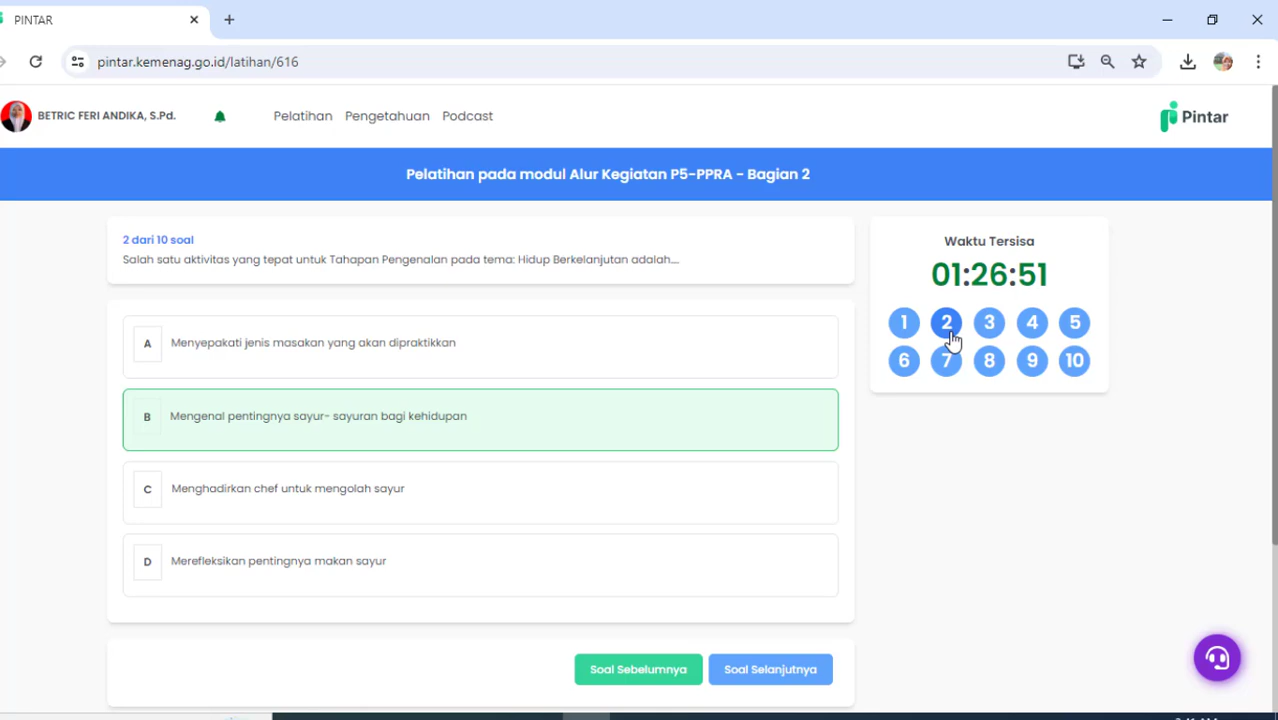 PINTAR
pintar.kemenag.go.id/latihan/616
BETRIC FERI ANDIKA, S.Pd.
Pelatihan
Pengetahuan
Podcast
Pintar
Pelatihan pada modul Alur Kegiatan P5-PPRA - Bagian 2
2 dari 10 soal
Salah satu aktivitas yang tepat untuk Tahapan Pengenalan pada tema: Hidup Berkelanjutan adalah....
A Menyepakati jenis masakan yang akan dipraktikkan
B Mengenal pentingnya sayur- sayuran bagi kehidupan
C Menghadirkan chef untuk mengolah sayur
D Merefleksikan pentingnya makan sayur
Soal Sebelumnya
Soal Selanjutnya
Waktu Tersisa
01:26:51
1 2 3 4 5
6 7 8 9 10